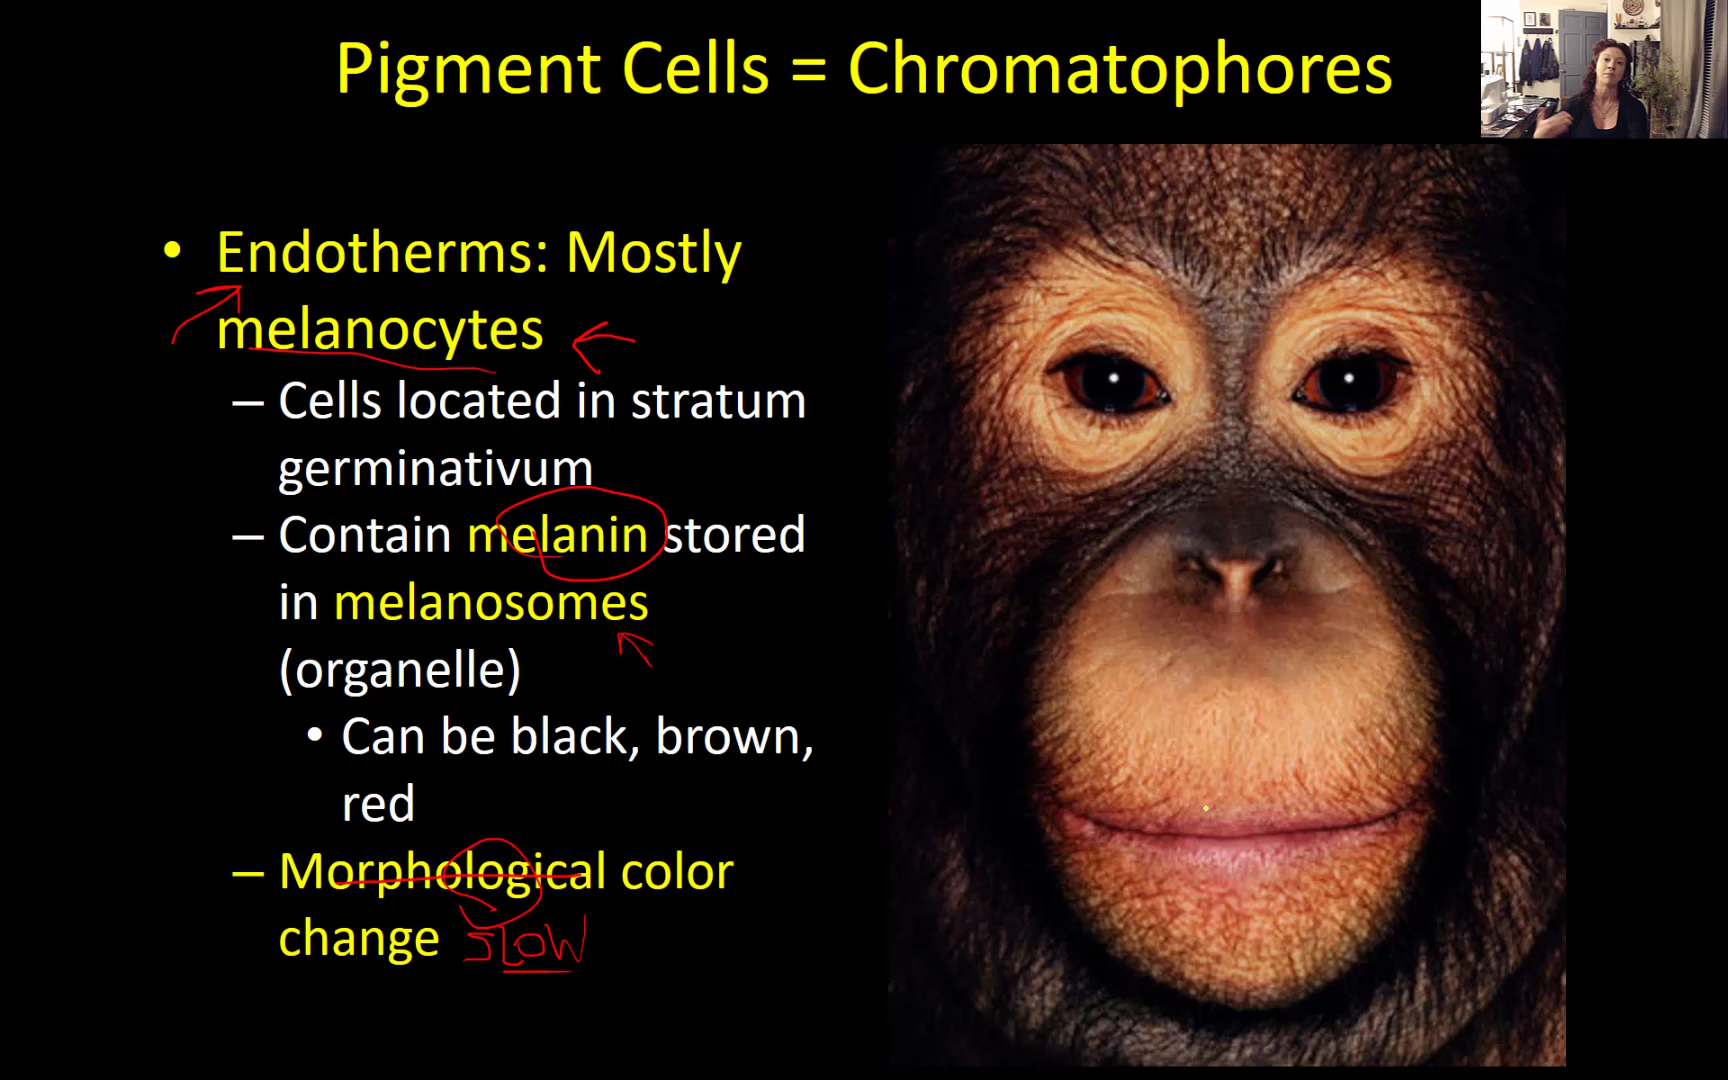 Pigment Cells = Chromatophores
• Endotherms: Mostly
melanocytes
– Cells located in stratum
germinativum
– Contain melanin stored
in melanosomes
(organelle)
• Can be black, brown,
red
– Morphological color
change SLOW